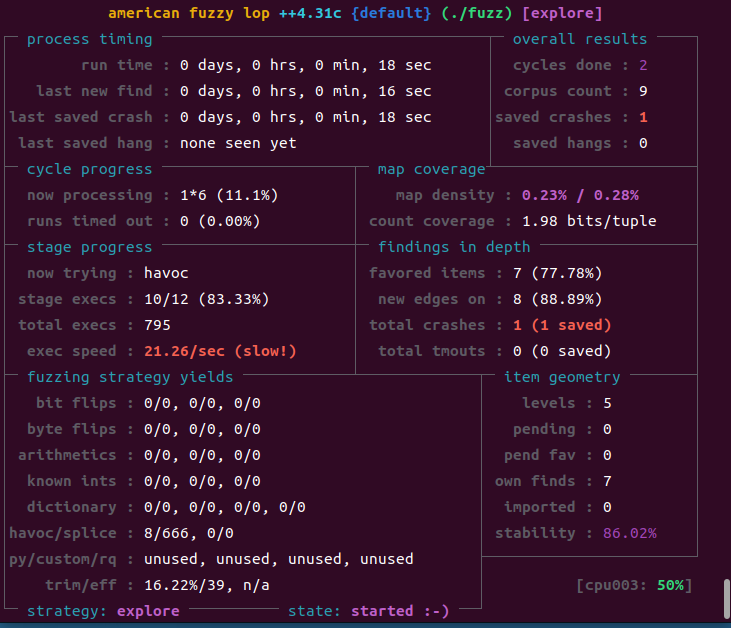 american fuzzy lop ++4.31c {default} (./fuzz) [explore]
process timing overall results
run time : 0 days, 0 hrs, 0 min, 18 sec cycles done : 2
last new find : 0 days, 0 hrs, 0 min, 16 sec corpus count : 9
last saved crash : 0 days, 0 hrs, 0 min, 18 sec saved crashes : 1
last saved hang : none seen yet saved hangs : 0
cycle progress map coverage
now processing : 1*6 (11.1%) map density : 0.23% / 0.28%
runs timed out : 0 (0.00%) count coverage : 1.98 bits/tuple
stage progress findings in depth
now trying : havoc favored items : 7 (77.78%)
stage execs : 10/12 (83.33%) new edges on : 8 (88.89%)
total execs : 795 total crashes : 1 (1 saved)
exec speed : 21.26/sec (slow!) total tmouts : 0 (0 saved)
fuzzing strategy yields item geometry
bit flips : 0/0, 0/0, 0/0 levels : 5
byte flips : 0/0, 0/0, 0/0 pending : 0
arithmetics : 0/0, 0/0, 0/0 pend fav : 0
known ints : 0/0, 0/0, 0/0 own finds : 7
dictionary : 0/0, 0/0, 0/0, 0/0 imported : 0
havoc/splice : 8/666, 0/0 stability : 86.02%
py/custom/rq : unused, unused, unused, unused
trim/eff : 16.22%/39, n/a [cpu003: 50%]
strategy: explore state: started :-)